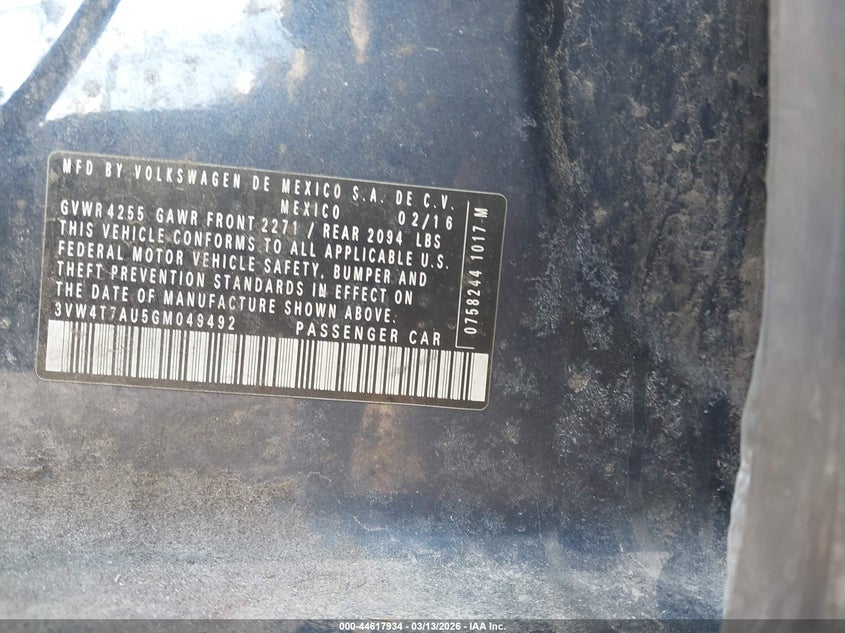 MFD BY VOLKSWAGEN DE MEXICO S.A. DE C.V.
MEXICO 02/16
GVWR 4255 GAWR FRONT 2271 / REAR 2094 LBS
THIS VEHICLE CONFORMS TO ALL APPLICABLE U.S.
FEDERAL MOTOR VEHICLE SAFETY, BUMPER AND
THEFT PREVENTION STANDARDS IN EFFECT ON
THE DATE OF MANUFACTURE SHOWN ABOVE.
3VW4T7AU5GM049492 PASSENGER CAR
0758244 1017 M
000-44617934 | 03/13/2026 - IAA Inc.